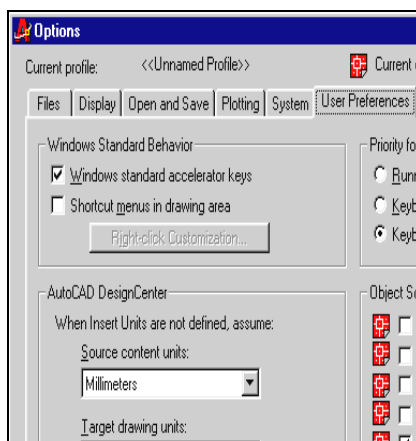 Options
Current profile: <<Unnamed Profile>> Current
Files Display Open and Save Plotting System User Preferences
Windows Standard Behavior
Windows standard accelerator keys
Shortcut menus in drawing area
Right-click Customization...
Priority fo
Runn
Keyb
Keyb
AutoCAD DesignCenter
When Insert Units are not defined, assume:
Source content units:
Millimeters
Target drawing units:
Object S